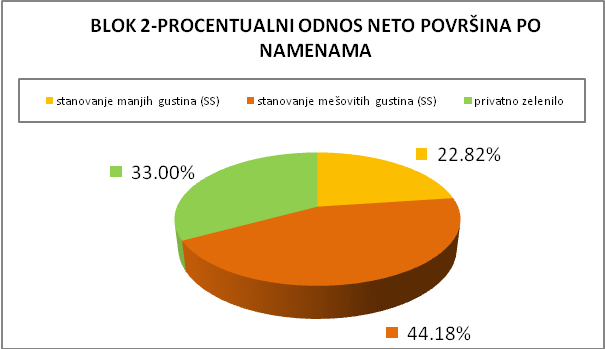 BLOK 2-PROCENTUALNI ODNOS NETO POVRŠINA PO
NAMENAMA
stanovanje manjih gustina (SS) stanovanje mešovitih gustina (SS) privatno zelenilo
22.82%
33.00%
44.18%